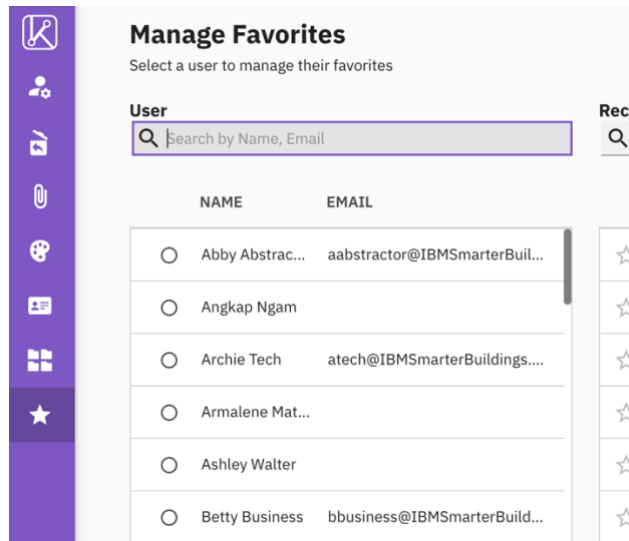 Manage Favorites
Select a user to manage their favorites
User
Rec
Search by Name, Email
NAME EMAIL
Abby Abstrac... aabstractor@IBMSmarterBuil...
Angkap Ngam
Archie Tech atech@IBMSmarterBuildings....
Armalene Mat...
Ashley Walter
Betty Business bbusiness@IBMSmarterBuild...